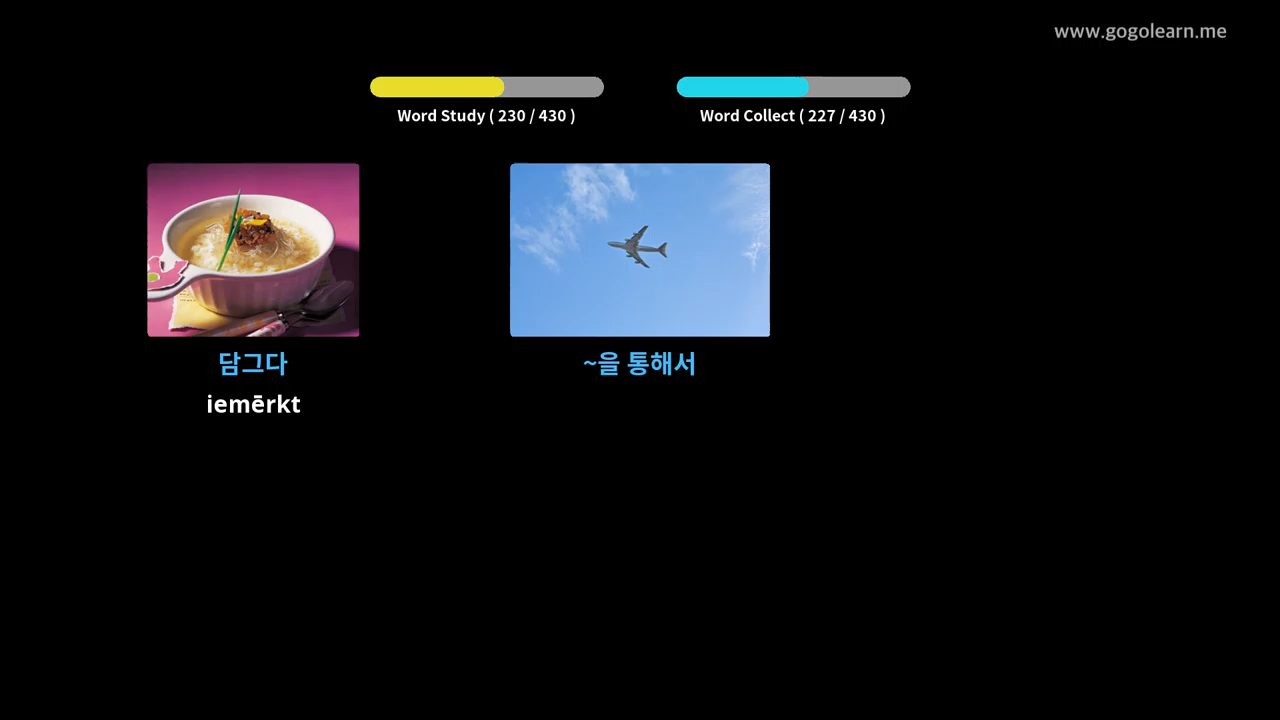 www.gogolearn.me
Word Study ( 230 / 430 )
Word Collect ( 227 / 430 )
담그다
iemērkt
~을 통해서